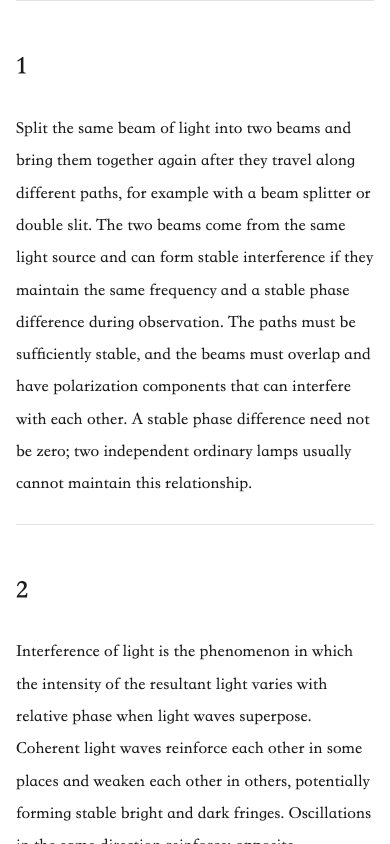 1
Split the same beam of light into two beams and
bring them together again after they travel along
different paths, for example with a beam splitter or
double slit. The two beams come from the same
light source and can form stable interference if they
maintain the same frequency and a stable phase
difference during observation. The paths must be
sufficiently stable, and the beams must overlap and
have polarization components that can interfere
with each other. A stable phase difference need not
be zero; two independent ordinary lamps usually
cannot maintain this relationship.
2
Interference of light is the phenomenon in which
the intensity of the resultant light varies with
relative phase when light waves superpose.
Coherent light waves reinforce each other in some
places and weaken each other in others, potentially
forming stable bright and dark fringes. Oscillations
in the same direction reinforce; opposite